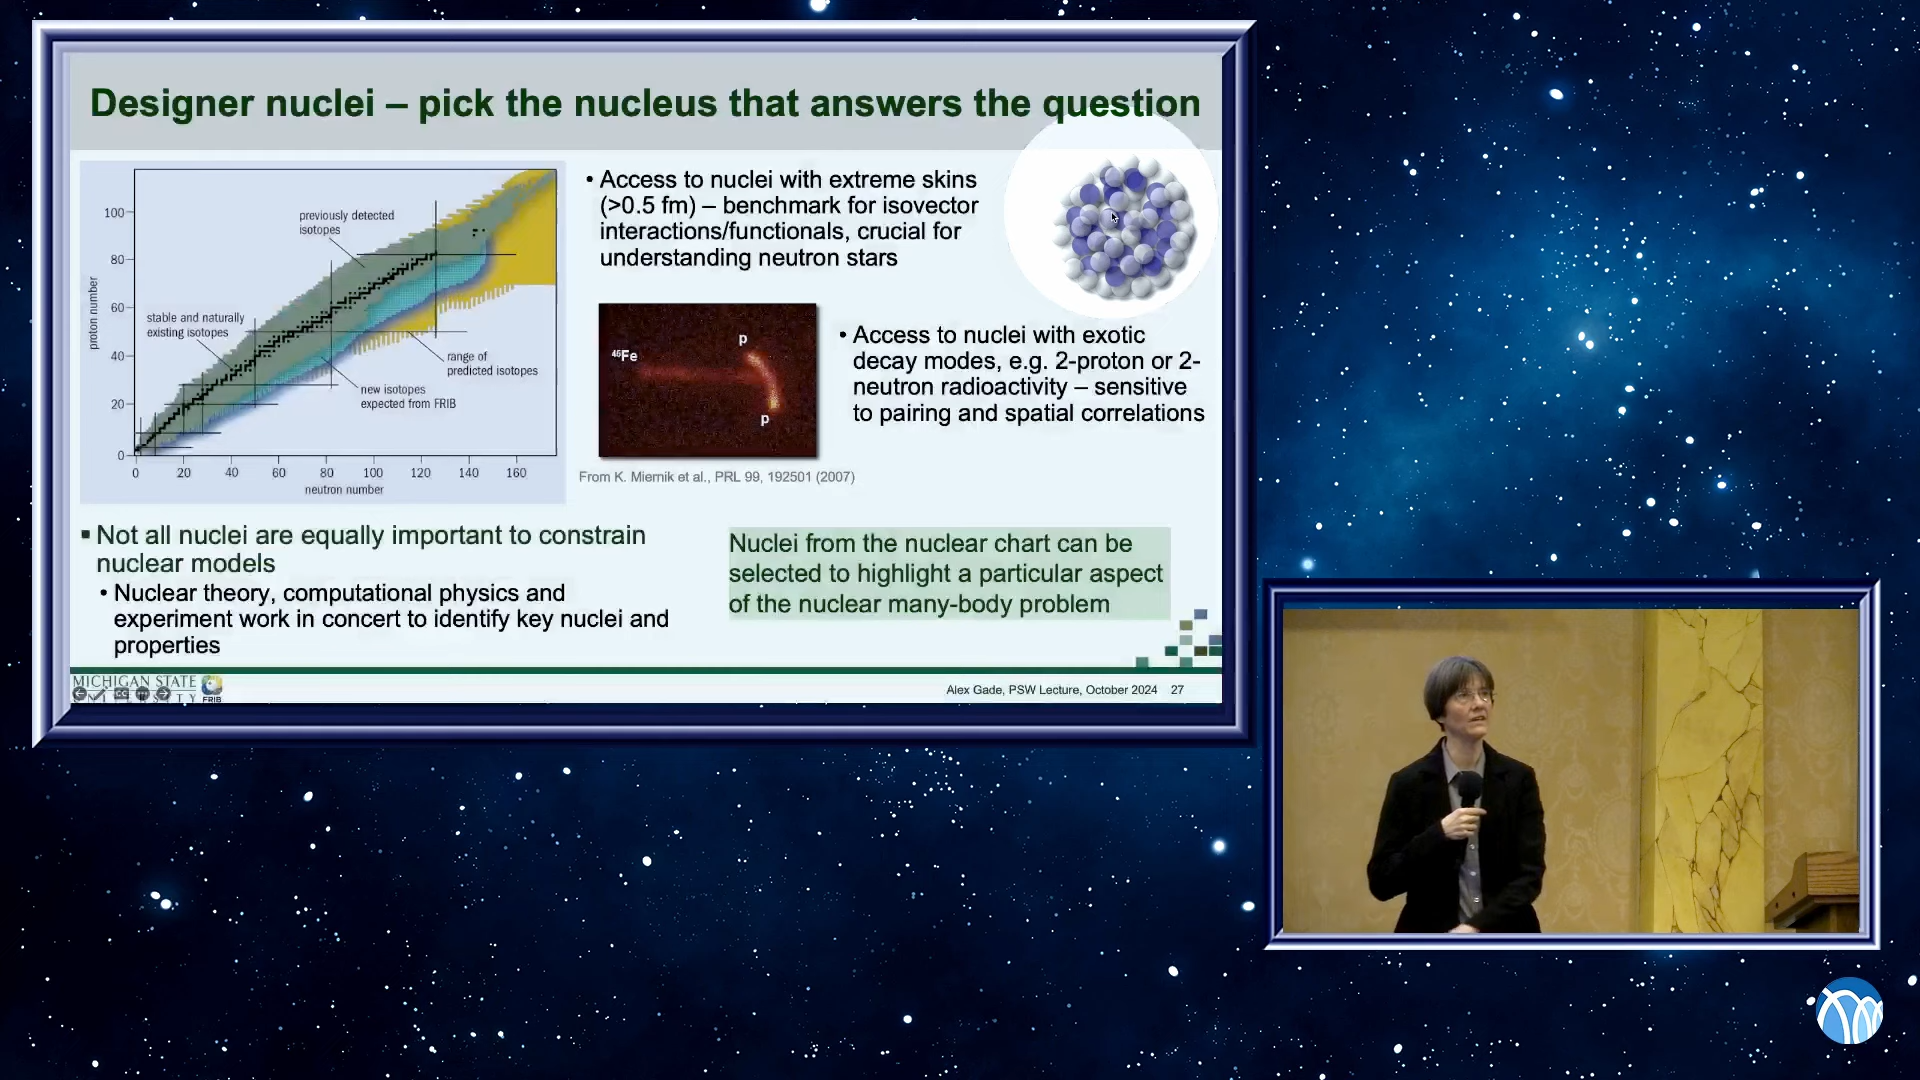 Designer nuclei – pick the nucleus that answers the question
100
80
60
40
20
0
proton number
previously detected
isotopes
stable and naturally
existing isotopes
range of
predicted isotopes
new isotopes
expected from FRIB
0 20 40 60 80 100 120 140 160
neutron number
• Access to nuclei with extreme skins
(>0.5 fm) – benchmark for isovector
interactions/functionals, crucial for
understanding neutron stars
⁴⁵Fe
p
p
From K. Miernik et al., PRL 99, 192501 (2007)
• Access to nuclei with exotic
decay modes, e.g. 2-proton or 2-
neutron radioactivity – sensitive
to pairing and spatial correlations
▪ Not all nuclei are equally important to constrain
nuclear models
• Nuclear theory, computational physics and
experiment work in concert to identify key nuclei and
properties
Nuclei from the nuclear chart can be
selected to highlight a particular aspect
of the nuclear many-body problem
MICHIGAN STATE
FRIB
Alex Gade, PSW Lecture, October 2024 27